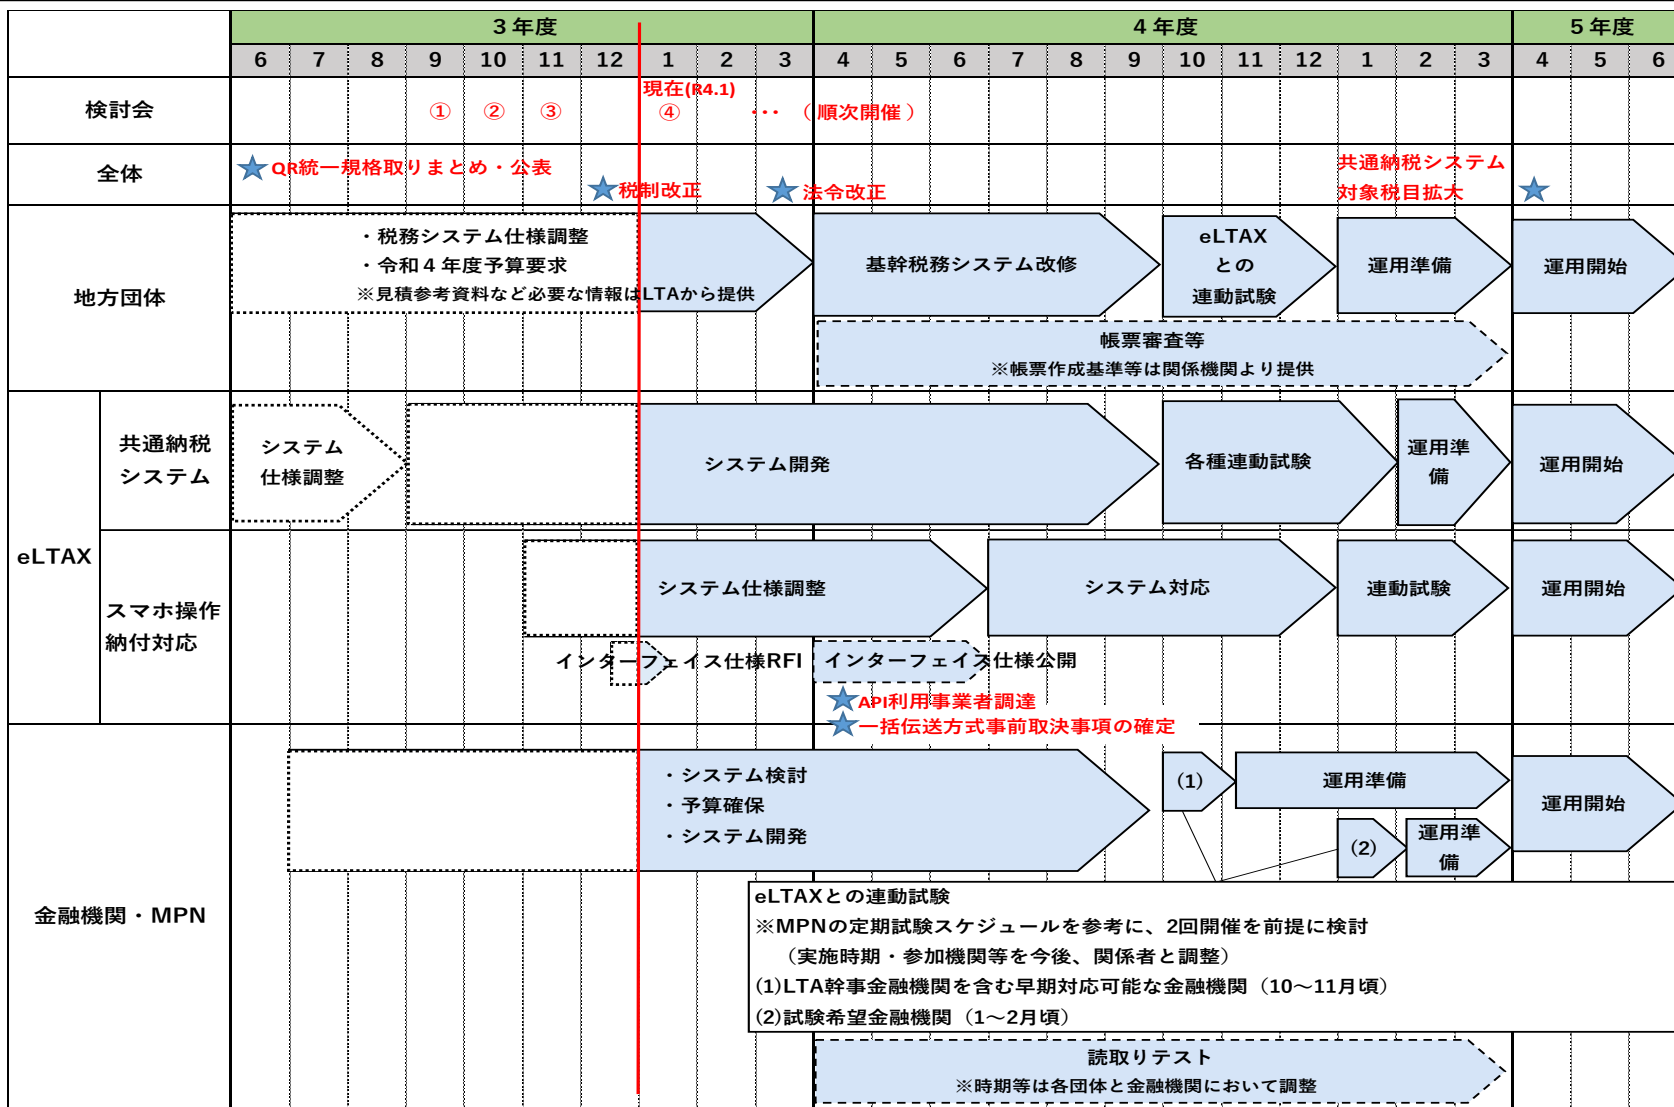 3年度 4年度 5年度
6 7 8 9 10 11 12 1 2 3 4 5 6 7 8 9 10 11 12 1 2 3 4 5 6
現在(R4.1)
検討会 ① ② ③ ④ ・・・（順次開催）
全体
★QR統一規格取りまとめ・公表
★税制改正
★法令改正
共通納税システム
対象税目拡大 ★
地方団体
・税務システム仕様調整
・令和４年度予算要求
※見積参考資料など必要な情報はLTAから提供
基幹税務システム改修
eLTAX
との
連動試験
運用準備
運用開始
帳票審査等
※帳票作成基準等は関係機関より提供
eLTAX
共通納税
システム
システム
仕様調整
システム開発
各種連動試験
運用準
備
運用開始
スマホ操作
納付対応
システム仕様調整
システム対応
連動試験
運用開始
インターフェイス仕様RFI
インターフェイス仕様公開
★API利用事業者調達
★一括伝送方式事前取決事項の確定
金融機関・MPN
・システム検討
・予算確保
・システム開発
(1)
運用準備
(2)
運用準
備
運用開始
eLTAXとの連動試験
※MPNの定期試験スケジュールを参考に、2回開催を前提に検討
（実施時期・参加機関等を今後、関係者と調整）
(1)LTA幹事金融機関を含む早期対応可能な金融機関（10～11月頃）
(2)試験希望金融機関（1～2月頃）
読取りテスト
※時期等は各団体と金融機関において調整